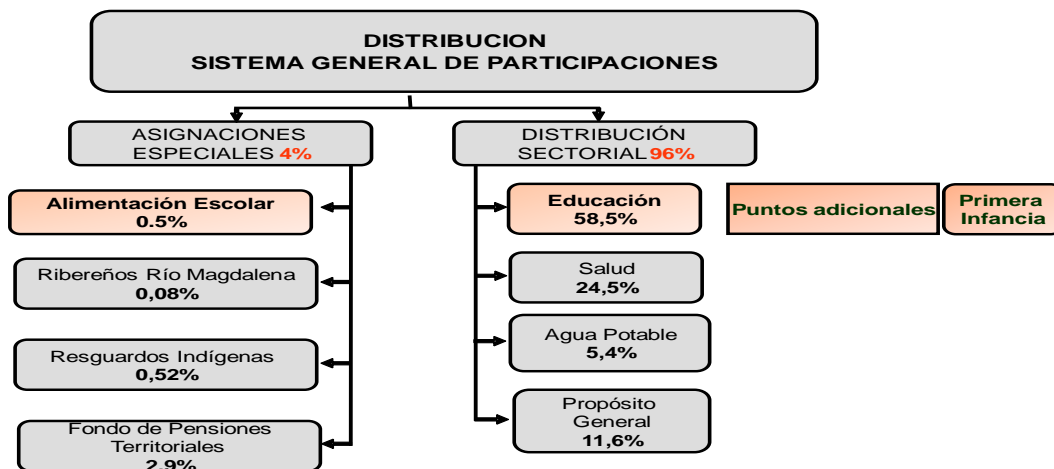 DISTRIBUCION
SISTEMA GENERAL DE PARTICIPACIONES
ASIGNACIONES
ESPECIALES 4%
DISTRIBUCIÓN
SECTORIAL 96%
Alimentación Escolar
0.5%
Ribereños Río Magdalena
0,08%
Resguardos Indígenas
0,52%
Fondo de Pensiones
Territoriales
2.9%
Educación
58,5%
Salud
24,5%
Agua Potable
5,4%
Propósito
General
11,6%
Puntos adicionales
Primera
Infancia